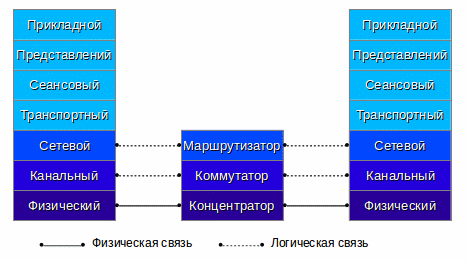 Прикладной Прикладной
Представлений Представлений
Сеансовый Сеансовый
Транспортный Транспортный
Сетевой Маршрутизатор Сетевой
Канальный Коммутатор Канальный
Физический Концентратор Физический
Физическая связь Логическая связь